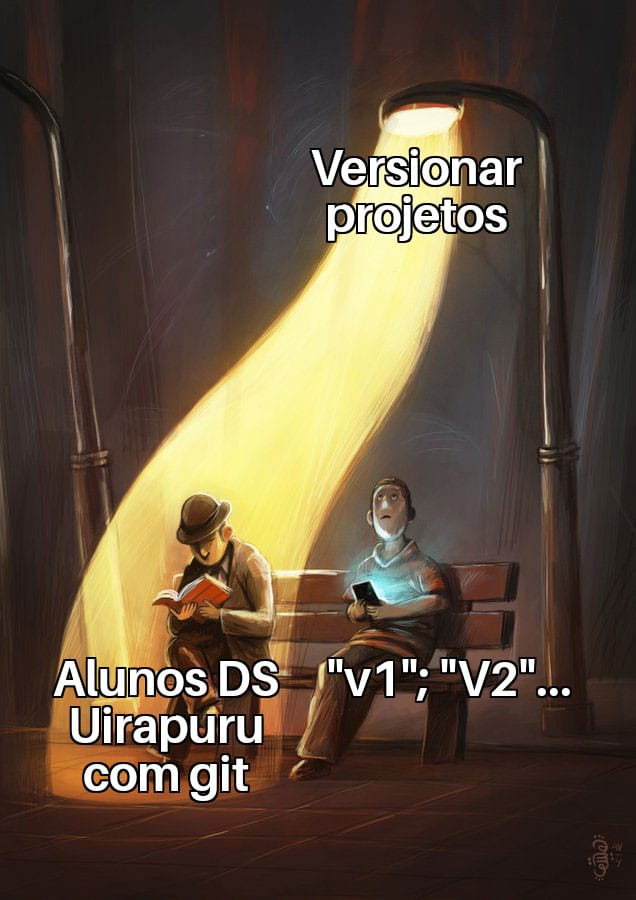 Versionar
projetos
Alunos DS
Uirapuru
com git
"v1"; "V2"...